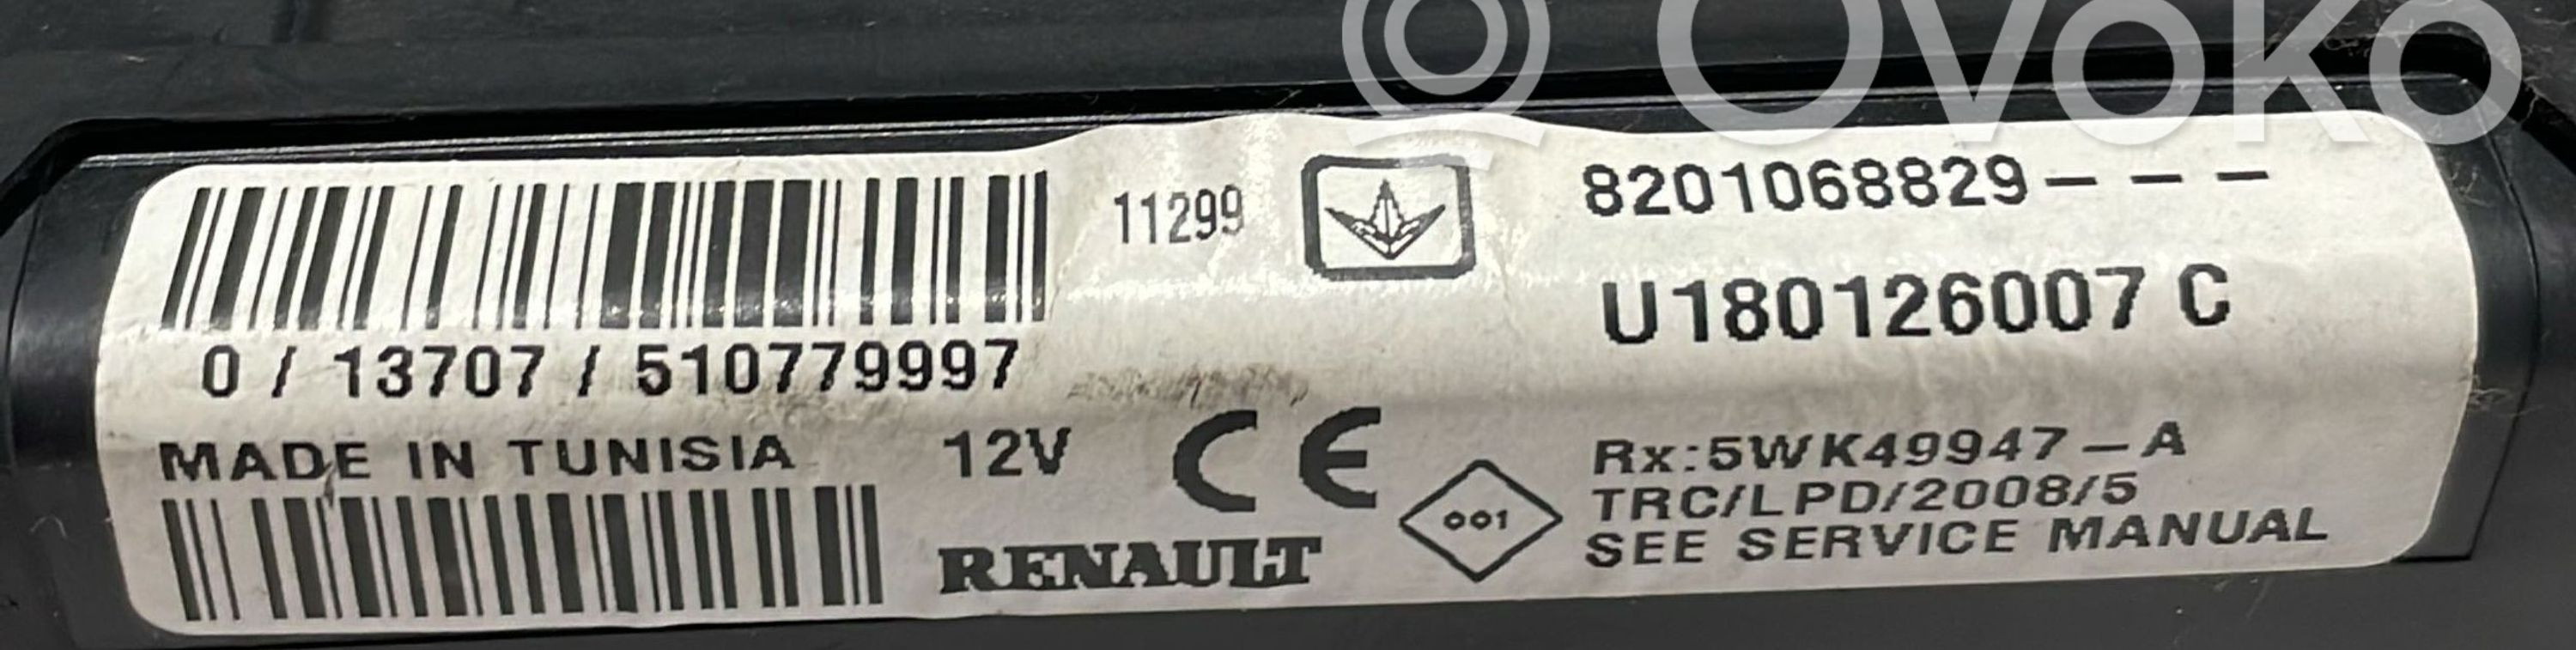 Ovoko
11299
8201068829---
U180126007 C
0 / 13707 / 510779997
MADE IN TUNISIA
12V
CE
RENAULT
001
Rx:5WK49947-A
TRC/LPD/2008/5
SEE SERVICE MANUAL